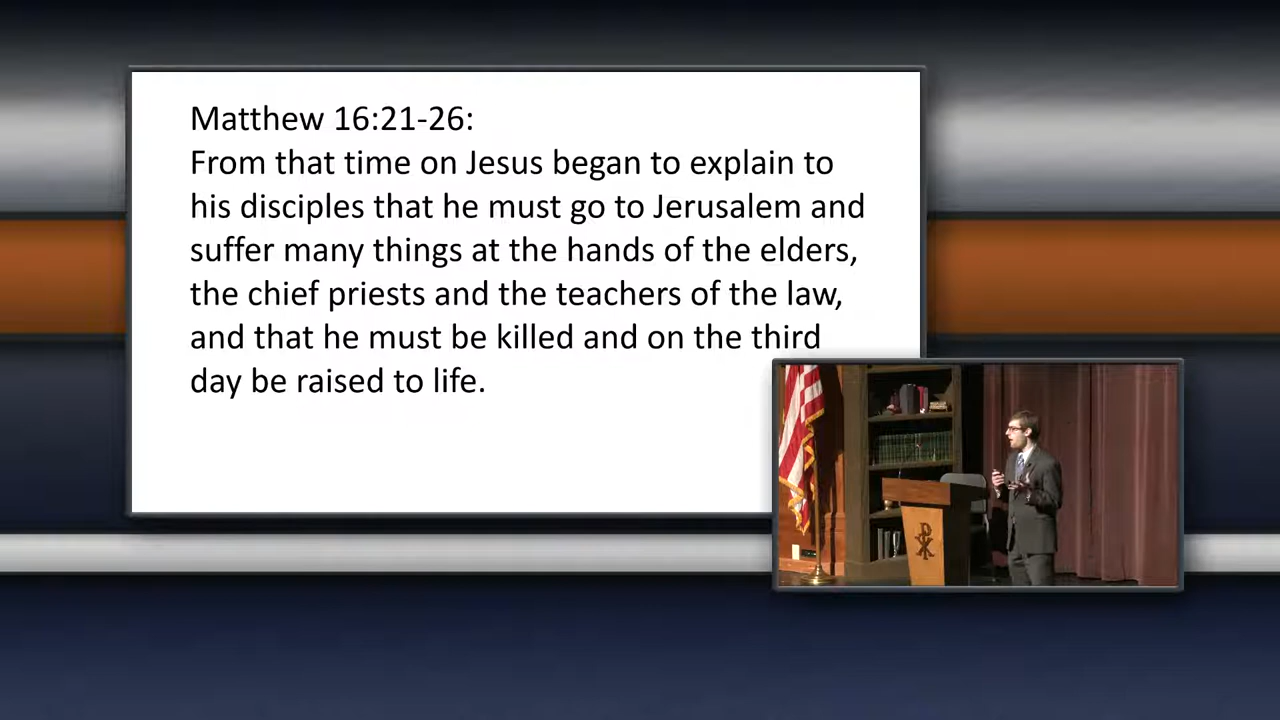 Matthew 16:21-26:
From that time on Jesus began to explain to
his disciples that he must go to Jerusalem and
suffer many things at the hands of the elders,
the chief priests and the teachers of the law,
and that he must be killed and on the third
day be raised to life.